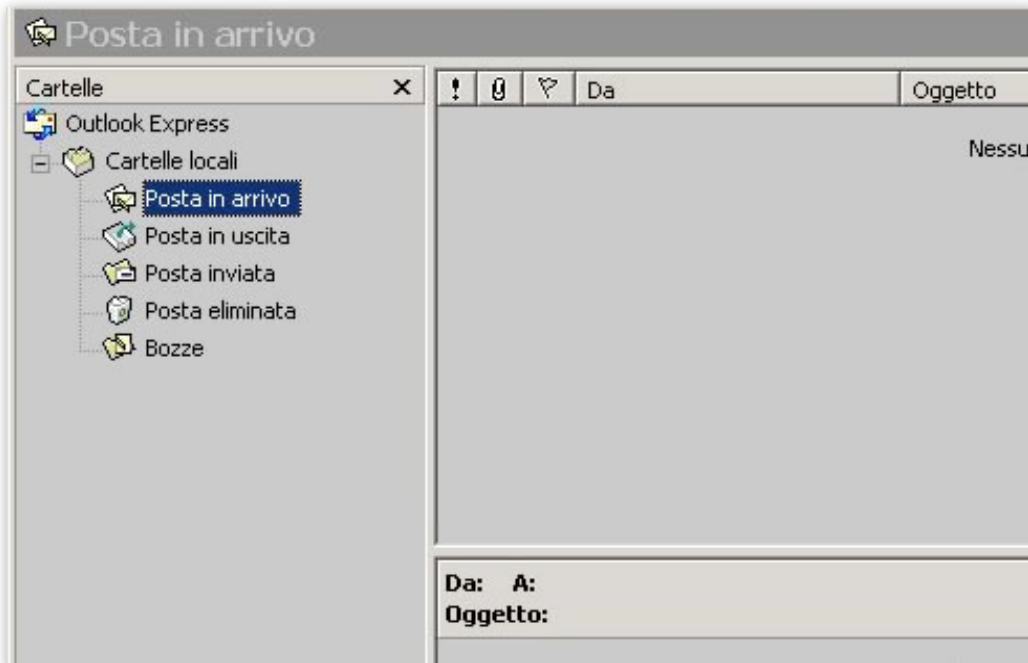 Posta in arrivo
Cartelle
Outlook Express
Cartelle locali
Posta in arrivo
Posta in uscita
Posta inviata
Posta eliminata
Bozze
Da Oggetto
Nessu
Da: A:
Oggetto: